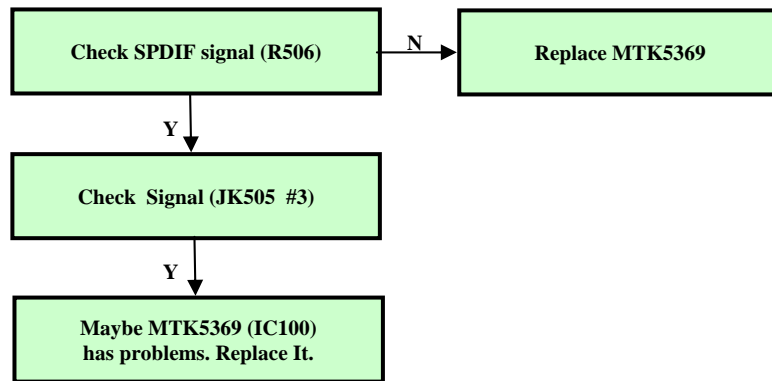 Check SPDIF signal (R506)
N
Replace MTK5369
Y
Check Signal (JK505 #3)
Y
Maybe MTK5369 (IC100)
has problems. Replace It.